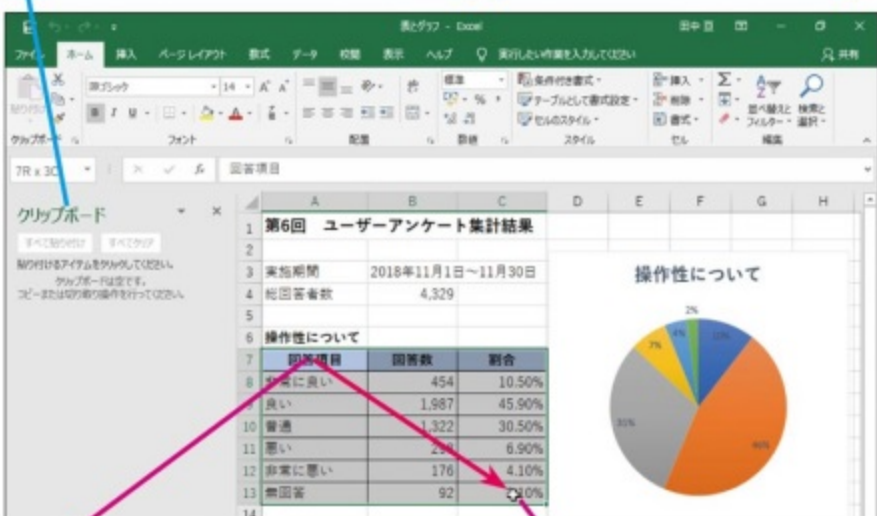 表とグラフ - Excel
田中 亘
ファイル ホーム 挿入 ページ レイアウト 数式 データ 校閲 表示 ヘルプ 実行したい作業を入力してください 共有
游ゴシック 14 A A 標準 条件付き書式 挿入 Σ
B I U A % , テーブルとして書式設定 削除 並べ替えと フィルター 検索と 選択
セルのスタイル 書式
クリップボード フォント 配置 数値 スタイル セル 編集
7R x 3C fx 回答項目
クリップボード
すべて貼り付け すべてクリア
貼り付けるアイテムをクリックしてください。
クリップボードは空です。
コピーまたは切り取り操作を行ってください。
A B C D E F G H
1 第6回 ユーザーアンケート集計結果
2
3 実施期間 2018年11月1日～11月30日
4 総回答者数 4,329
5
6 操作性について
7 回答項目 回答数 割合
8 非常に良い 454 10.50%
9 良い 1,987 45.90%
10 普通 1,322 30.50%
11 悪い 6.90%
12 非常に悪い 176 4.10%
13 無回答 92
14
操作性について
2%
4%
7%
31%
46%